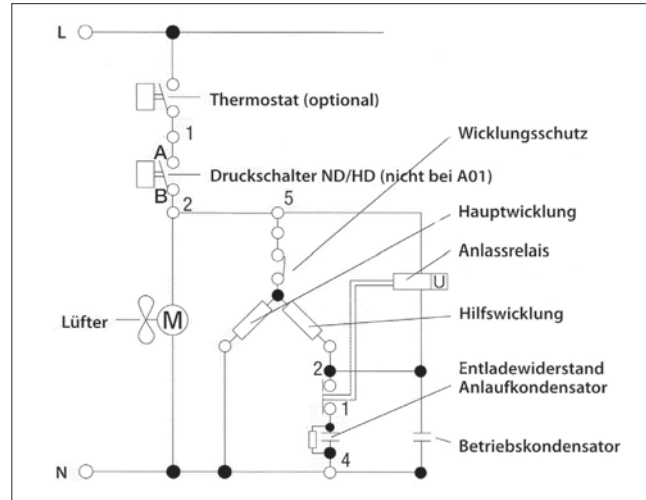 L
Thermostat (optional)
1
Wicklungsschutz
A
Druckschalter ND/HD (nicht bei A01)
B
2
5
Hauptwicklung
Anlassrelais
U
Lüfter
M
Hilfswicklung
2
Entladewiderstand
Anlaufkondensator
1
Betriebskondensator
4
N